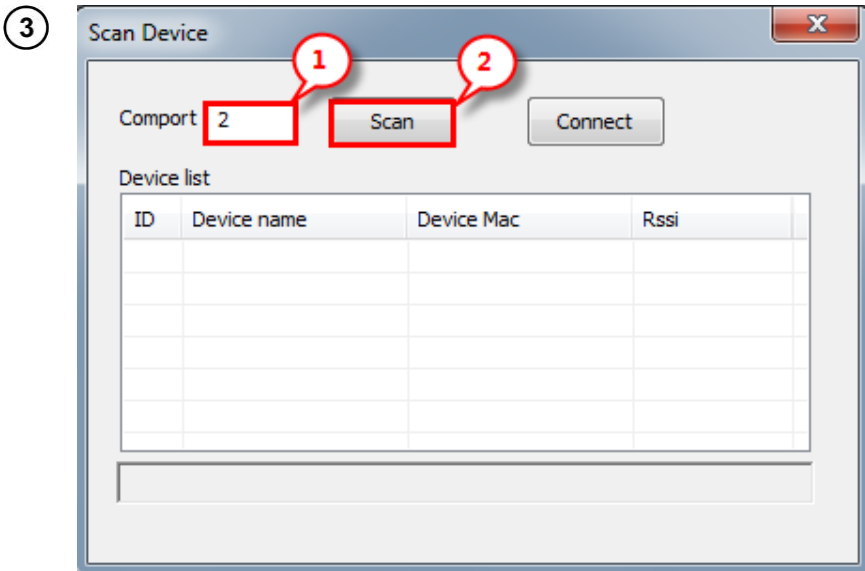 3
Scan Device
x
1
2
Comport 2 Scan Connect
Device list
ID Device name Device Mac Rssi